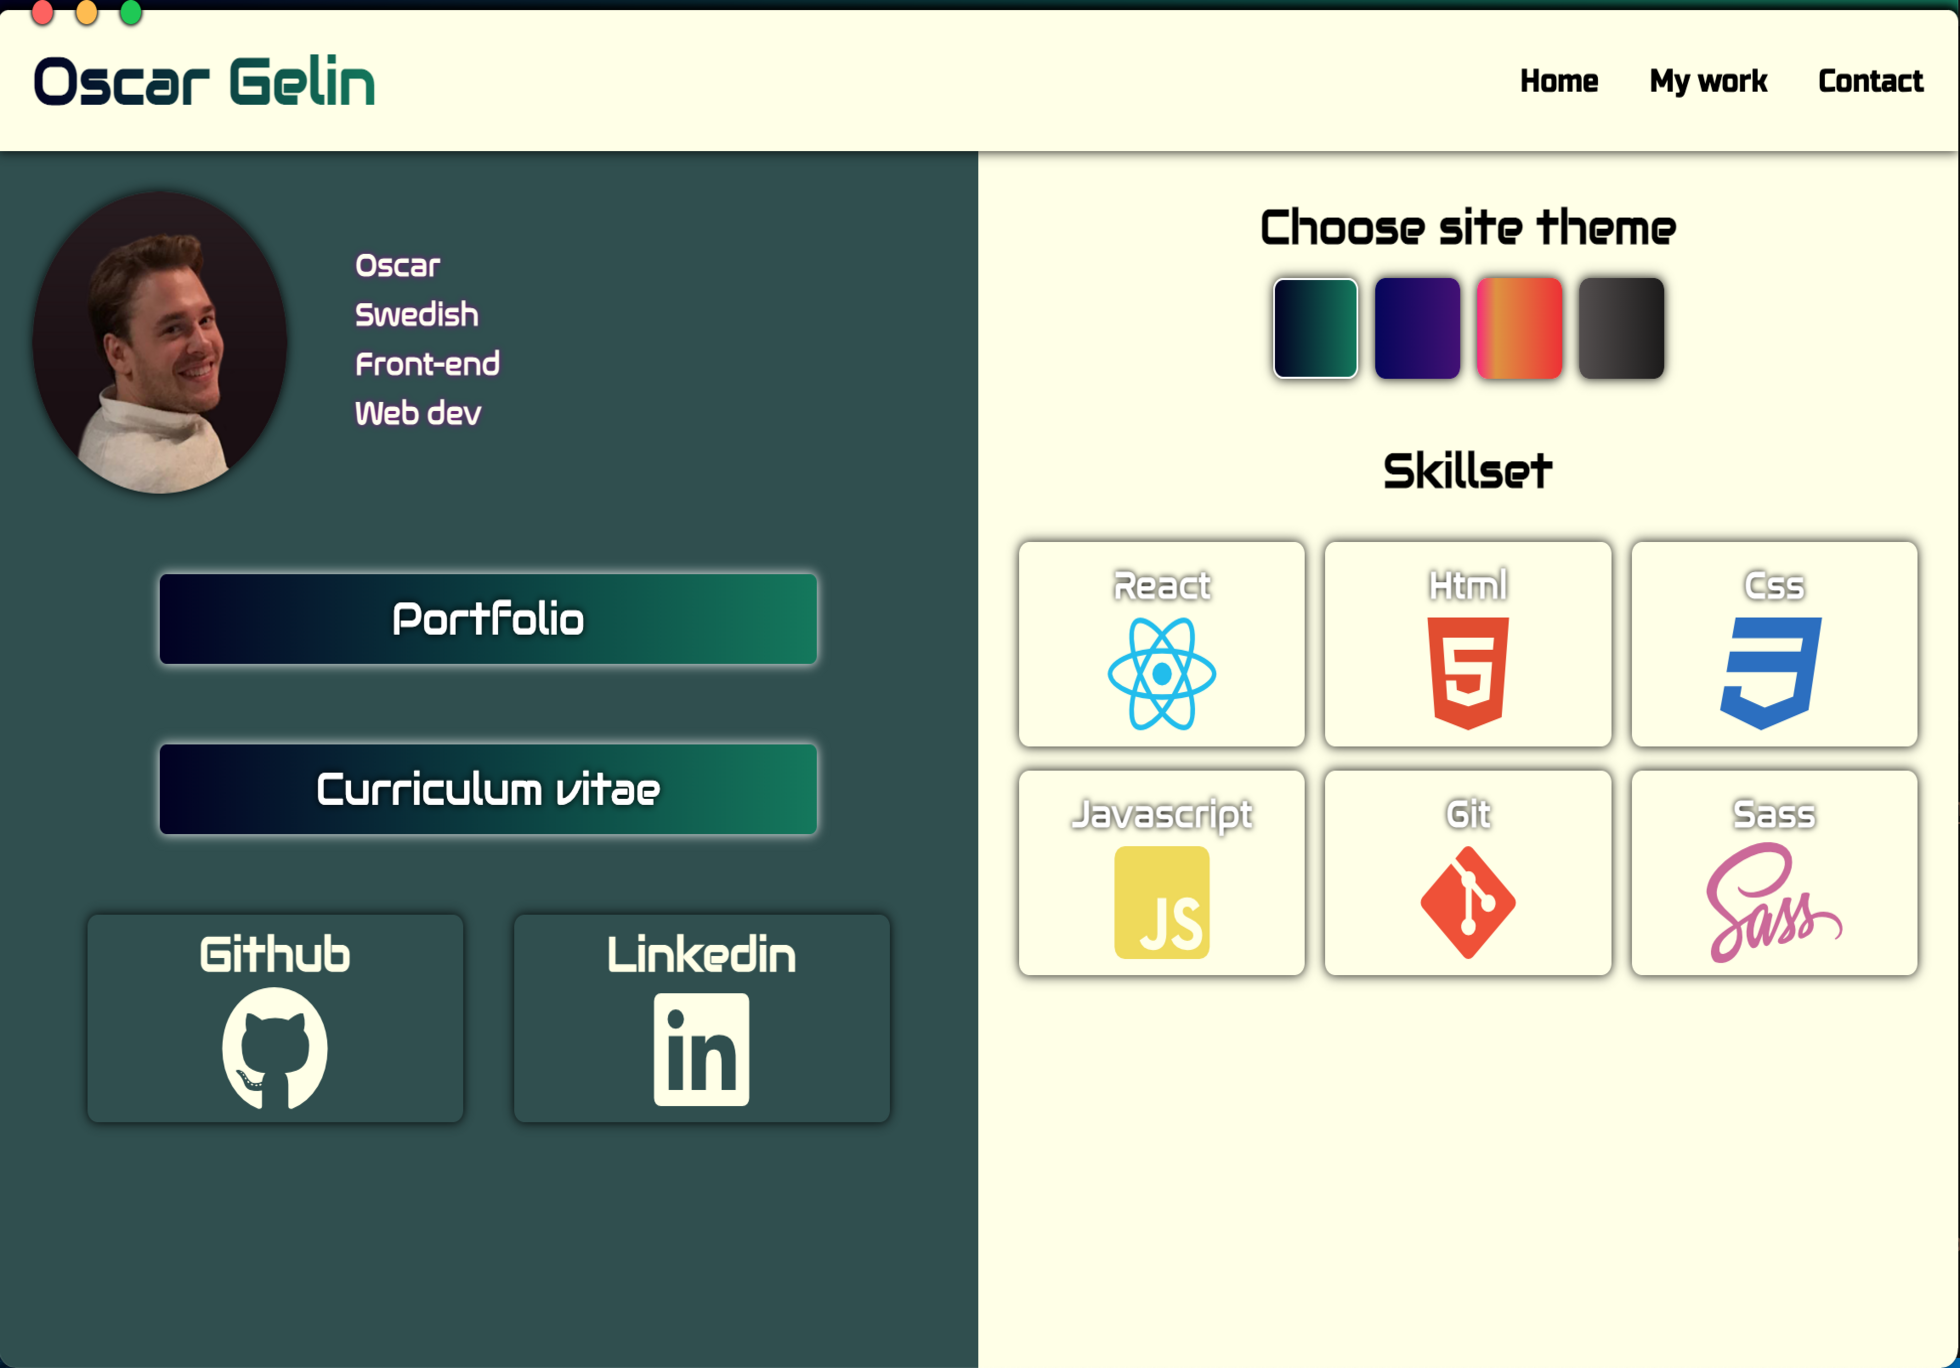 Oscar Gelin
Home
My work
Contact
Oscar
Swedish
Front-end
Web dev
Portfolio
Curriculum vitae
Github
Linkedin
in
Choose site theme
Skillset
React
Html
5
Css
3
Javascript
JS
Git
Sass
Sass